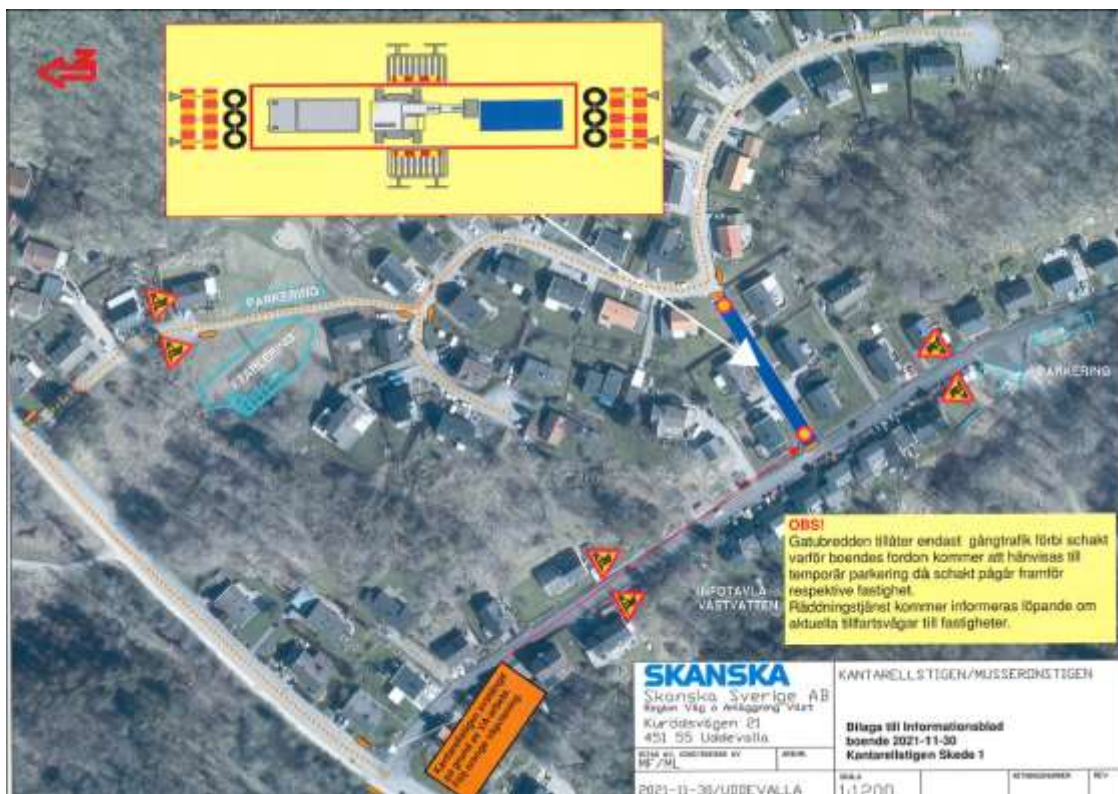 N
PARKERING
PARKERING
PARKERING
INFOTAVLA
VÄSTVATTEN
OBS!
Gatubredden tillåter endast gångtrafik förbi schakt
varför boendes fordon kommer att hänvisas till
temporär parkering då schakt pågår framför
respektive fastighet.
Räddningstjänst kommer informeras löpande om
aktuella tillfartsvägar till fastigheter.
SKANSKA
Skanska Sverige AB
Region Väg o Anläggning Väst
Kurödsvägen 21
451 55 Uddevalla
MF/ML
2021-11-30/UDDEVALLA
KANTARELLSTIGEN/MUSSERONSTIGEN
Bilaga till Informationsblad
boende 2021-11-30
Kantarellstigen Skede 1
SKALA
1:1200
REV